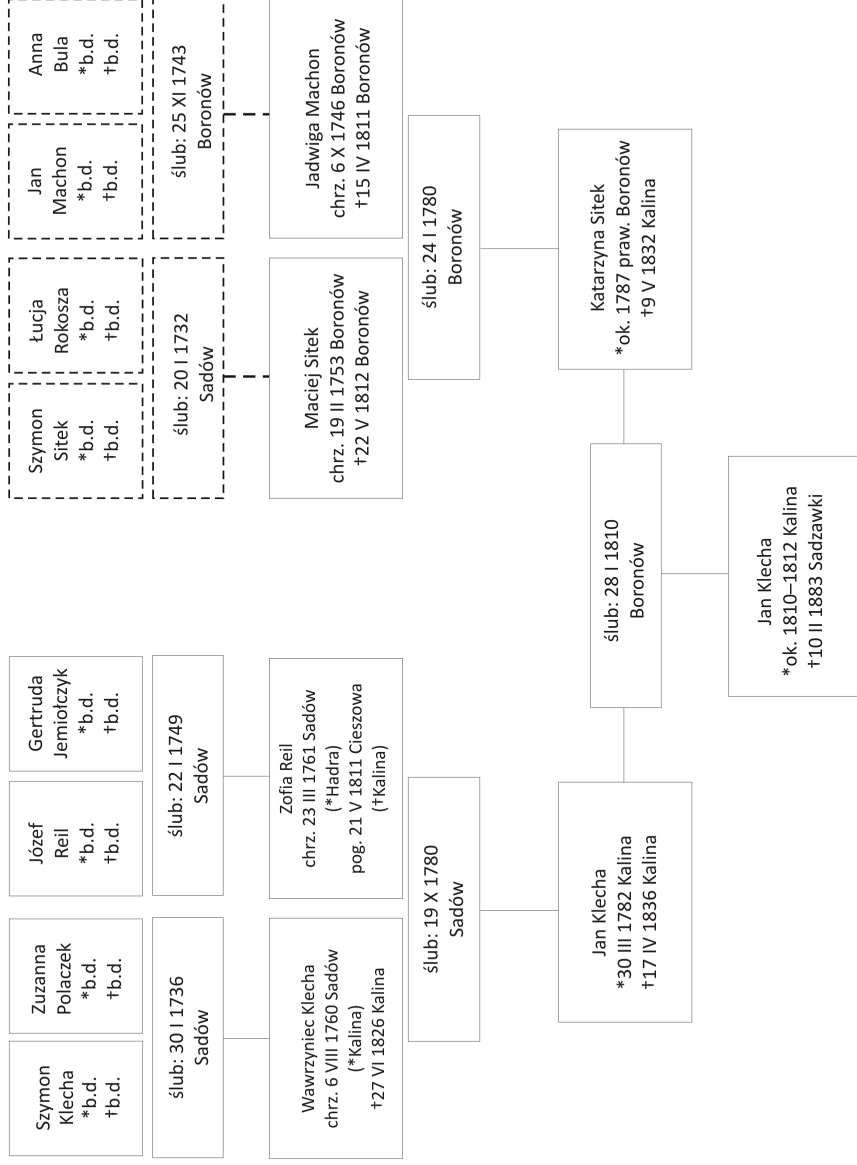 Szymon
Klecha
*b.d.
†b.d.
Zuzanna
Polaczek
*b.d.
†b.d.
Józef
Reil
*b.d.
†b.d.
Gertruda
Jemiołczyk
*b.d.
†b.d.
Szymon
Sitek
*b.d.
†b.d.
Łucja
Rokosza
*b.d.
†b.d.
Jan
Machon
*b.d.
†b.d.
Anna
Bula
*b.d.
†b.d.
ślub: 30 I 1736
Sadów
ślub: 22 I 1749
Sadów
ślub: 20 I 1732
Sadów
ślub: 25 XI 1743
Boronów
Wawrzyniec Klecha
chrz. 6 VIII 1760 Sadów
(*Kalina)
†27 VI 1826 Kalina
Zofia Reil
chrz. 23 III 1761 Sadów
(*Hadra)
pog. 21 V 1811 Cieszowa
(†Kalina)
Maciej Sitek
chrz. 19 II 1753 Boronów
†22 V 1812 Boronów
Jadwiga Machon
chrz. 6 X 1746 Boronów
†15 IV 1811 Boronów
ślub: 19 X 1780
Sadów
ślub: 24 I 1780
Boronów
Jan Klecha
*30 III 1782 Kalina
†17 IV 1836 Kalina
Katarzyna Sitek
*ok. 1787 praw. Boronów
†9 V 1832 Kalina
ślub: 28 I 1810
Boronów
Jan Klecha
*ok. 1810–1812 Kalina
†10 II 1883 Sadzawki